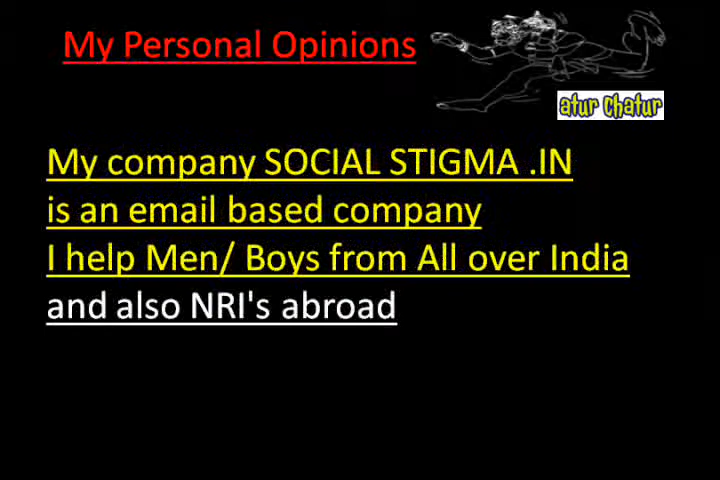 My Personal Opinions
atur Chatur
My company SOCIAL STIGMA .IN
is an email based company
I help Men/ Boys from All over India
and also NRI's abroad